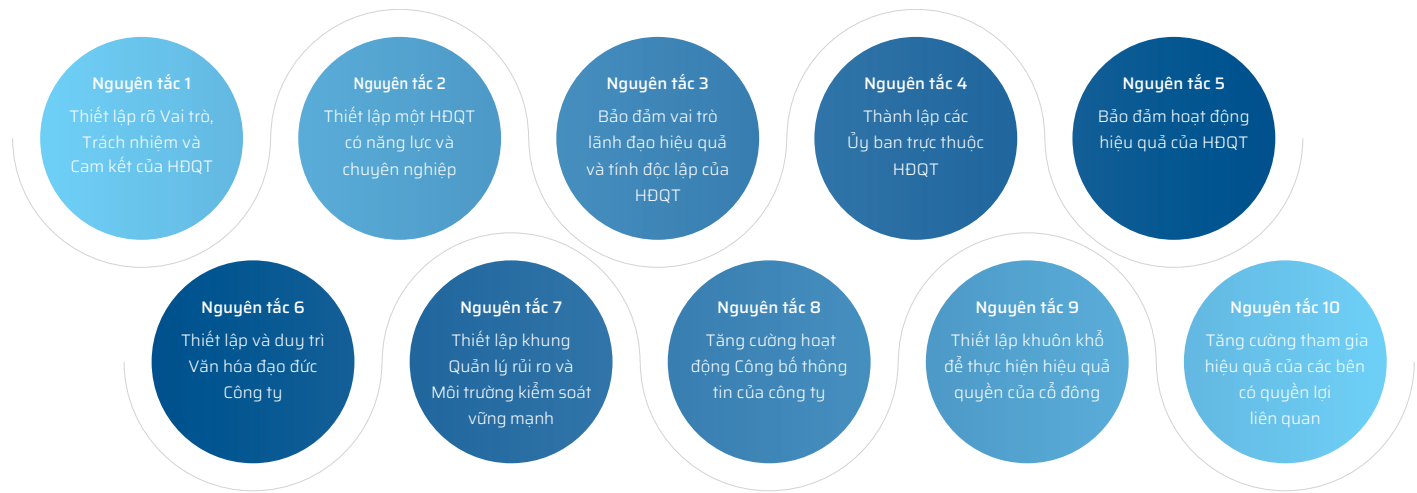 Nguyên tắc 1
Thiết lập rõ Vai trò,
Trách nhiệm và
Cam kết của HĐQT
Nguyên tắc 2
Thiết lập một HĐQT
có năng lực và
chuyên nghiệp
Nguyên tắc 3
Bảo đảm vai trò
lãnh đạo hiệu quả
và tính độc lập của
HĐQT
Nguyên tắc 4
Thành lập các
Ủy ban trực thuộc
HĐQT
Nguyên tắc 5
Bảo đảm hoạt động
hiệu quả của HĐQT
Nguyên tắc 6
Thiết lập và duy trì
Văn hóa đạo đức
Công ty
Nguyên tắc 7
Thiết lập khung
Quản lý rủi ro và
Môi trường kiểm soát
vững mạnh
Nguyên tắc 8
Tăng cường hoạt
động Công bố thông
tin của công ty
Nguyên tắc 9
Thiết lập khuôn khổ
để thực hiện hiệu quả
quyền của cổ đông
Nguyên tắc 10
Tăng cường tham gia
hiệu quả của các bên
có quyền lợi
liên quan